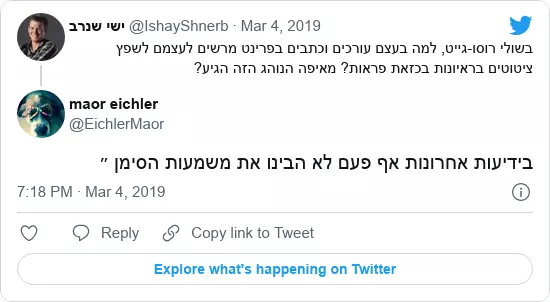 ישי שנרב @IshayShnerb · Mar 4, 2019
בשולי רוסו-גייט, למה בעצם עורכים וכתבים בפרינט מרשים לעצמם לשפץ
ציטוטים בראיונות בכזאת פראות? מאיפה הנוהג הזה הגיע?
maor eichler
@EichlerMaor
בידיעות אחרונות אף פעם לא הבינו את משמעות הסימן ״
7:18 PM · Mar 4, 2019
Reply
Copy link to Tweet
Explore what's happening on Twitter